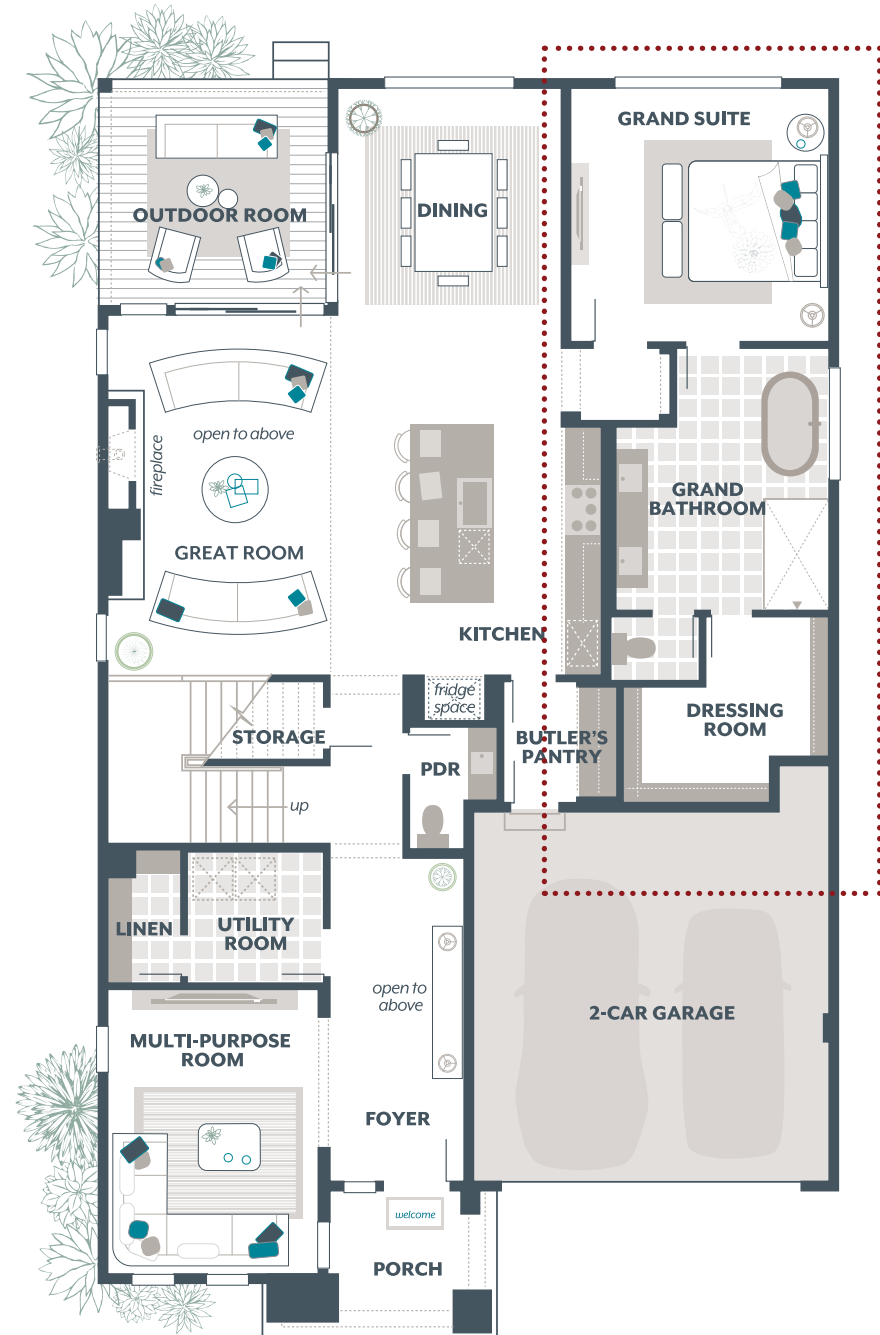 GRAND SUITE
OUTDOOR ROOM
DINING
open to above
fireplace
GREAT ROOM
GRAND
BATHROOM
KITCHEN
fridge
space
STORAGE
BUTLER'S
PANTRY
DRESSING
ROOM
PDR
up
LINEN
UTILITY
ROOM
open to
above
2-CAR GARAGE
MULTI-PURPOSE
ROOM
FOYER
welcome
PORCH